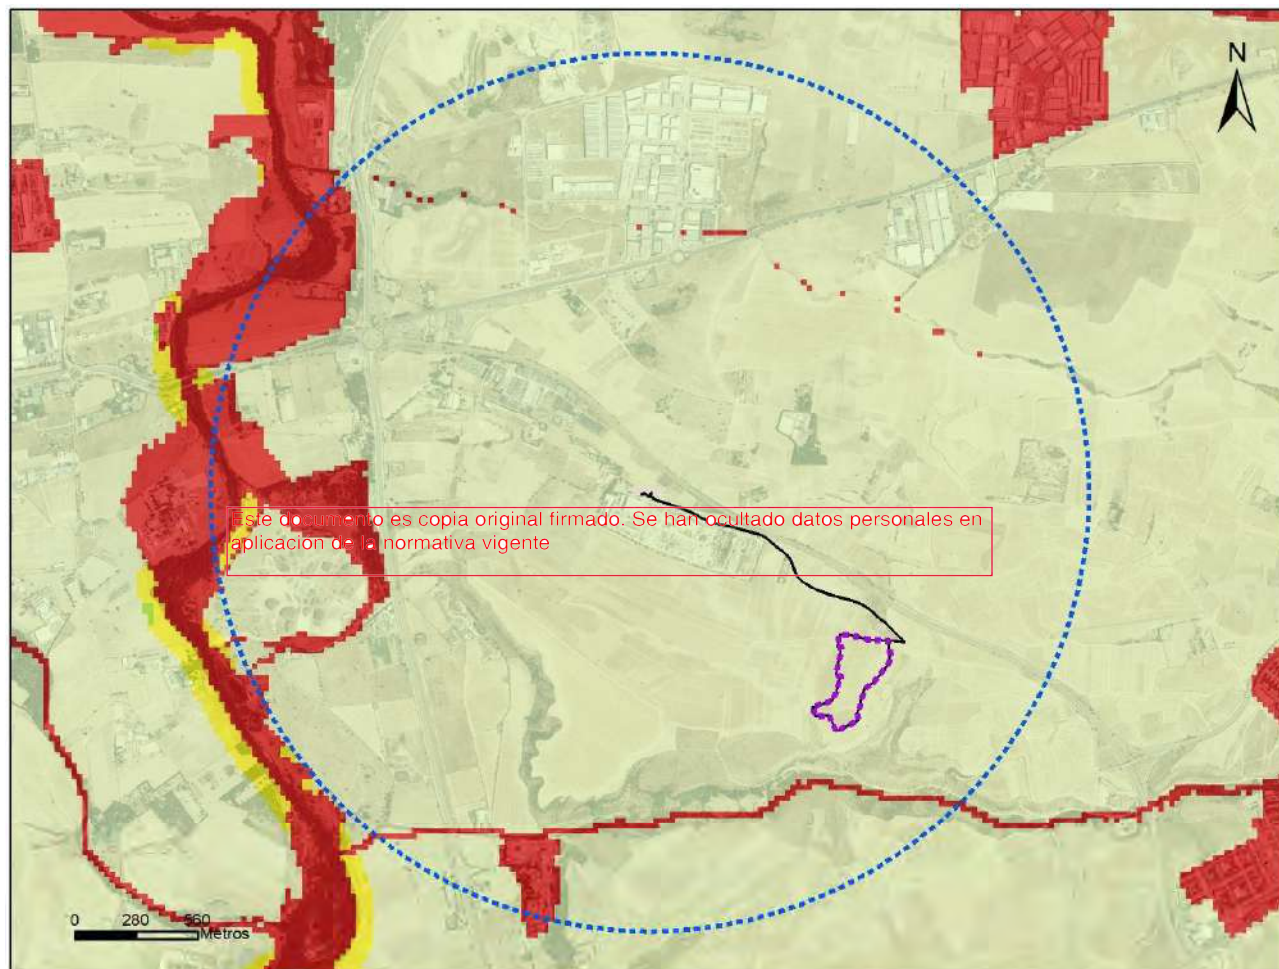 N
Este documento es copia original firmado. Se han ocultado datos personales en
aplicación de la normativa vigente
0 280 560
Metros